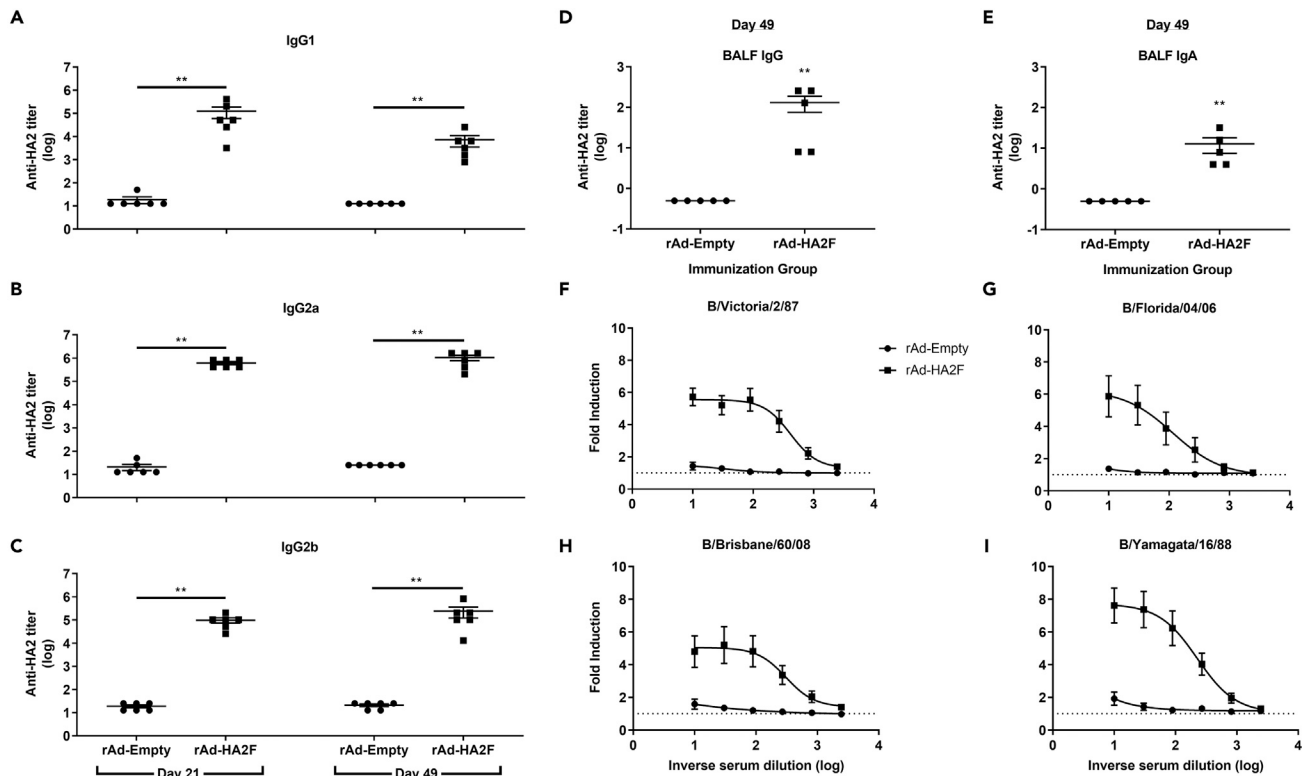 A
IgG1
Anti-HA2 titer
(log)
7
6
5
4
3
2
1
0
**
**
B
IgG2a
Anti-HA2 titer
(log)
7
6
5
4
3
2
1
0
**
**
C
IgG2b
Anti-HA2 titer
(log)
7
6
5
4
3
2
1
0
**
**
rAd-Empty rAd-HA2F rAd-Empty rAd-HA2F
Day 21 Day 49
D
Day 49
BALF IgG
Anti-HA2 titer
(log)
3
2
1
0
-1
**
rAd-Empty rAd-HA2F
Immunization Group
E
Day 49
BALF IgA
Anti-HA2 titer
(log)
3
2
1
0
-1
**
rAd-Empty rAd-HA2F
Immunization Group
F
B/Victoria/2/87
Fold Induction
10
8
6
4
2
0
0 1 2 3 4
rAd-Empty
rAd-HA2F
G
B/Florida/04/06
10
8
6
4
2
0
0 1 2 3 4
H
B/Brisbane/60/08
Fold Induction
10
8
6
4
2
0
0 1 2 3 4
Inverse serum dilution (log)
I
B/Yamagata/16/88
10
8
6
4
2
0
0 1 2 3 4
Inverse serum dilution (log)